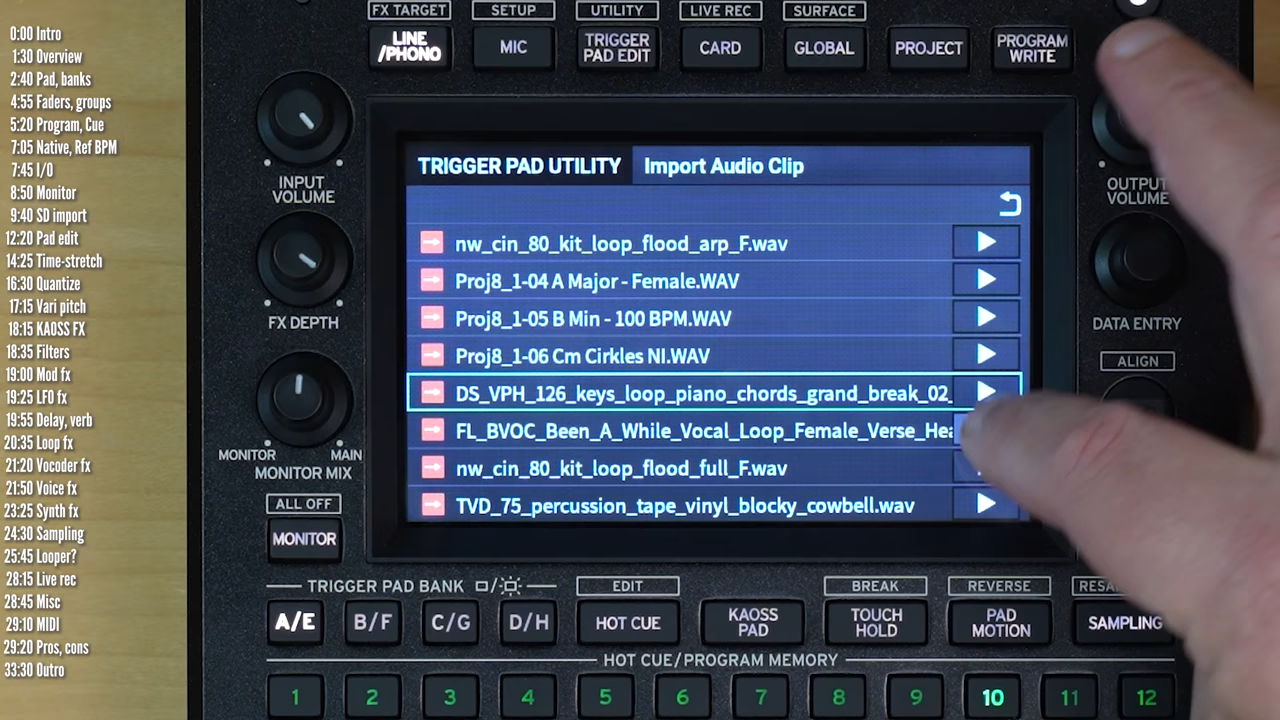 0:00 Intro
1:30 Overview
2:40 Pad, banks
4:55 Faders, groups
5:20 Program, Cue
7:05 Native, Ref BPM
7:45 I/O
8:50 Monitor
9:40 SD import
12:20 Pad edit
14:25 Time-stretch
16:30 Quantize
17:15 Vari pitch
18:15 KAOSS FX
18:35 Filters
19:00 Mod fx
19:25 LFO fx
19:55 Delay, verb
20:35 Loop fx
21:20 Vocoder fx
21:50 Voice fx
23:25 Synth fx
24:30 Sampling
25:45 Looper?
28:15 Live rec
28:45 Misc
29:10 MIDI
29:20 Pros, cons
33:30 Outro
FX TARGET SETUP UTILITY LIVE REC SURFACE
LINE /PHONO MIC TRIGGER PAD EDIT CARD GLOBAL PROJECT PROGRAM WRITE
INPUT VOLUME
FX DEPTH
MONITOR MAIN
MONITOR MIX
ALL OFF
MONITOR
OUTPUT VOLUME
DATA ENTRY
ALIGN
TRIGGER PAD UTILITY Import Audio Clip
nw_cin_80_kit_loop_flood_arp_F.wav
Proj8_1-04 A Major - Female.WAV
Proj8_1-05 B Min - 100 BPM.WAV
Proj8_1-06 Cm Cirkles NI.WAV
DS_VPH_126_keys_loop_piano_chords_grand_break_02_
FL_BVOC_Been_A_While_Vocal_Loop_Female_Verse_Hea
nw_cin_80_kit_loop_flood_full_F.wav
TVD_75_percussion_tape_vinyl_blocky_cowbell.wav
TRIGGER PAD BANK EDIT BREAK REVERSE
A/E B/F C/G D/H HOT CUE KAOSS PAD TOUCH HOLD PAD MOTION SAMPLING
HOT CUE/PROGRAM MEMORY
1 2 3 4 5 6 7 8 9 10 11 12